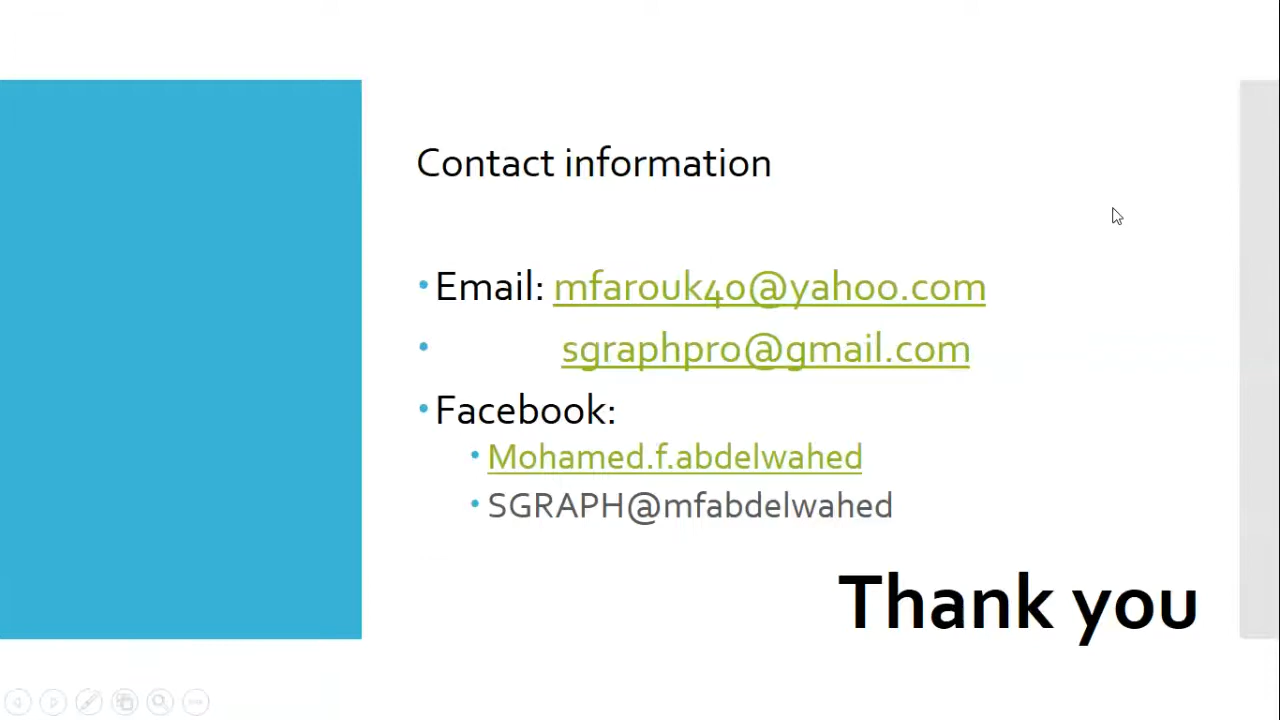 Contact information
• Email: mfarouk40@yahoo.com
• sgraphpro@gmail.com
• Facebook:
• Mohamed.f.abdelwahed
• SGRAPH@mfabdelwahed
Thank you